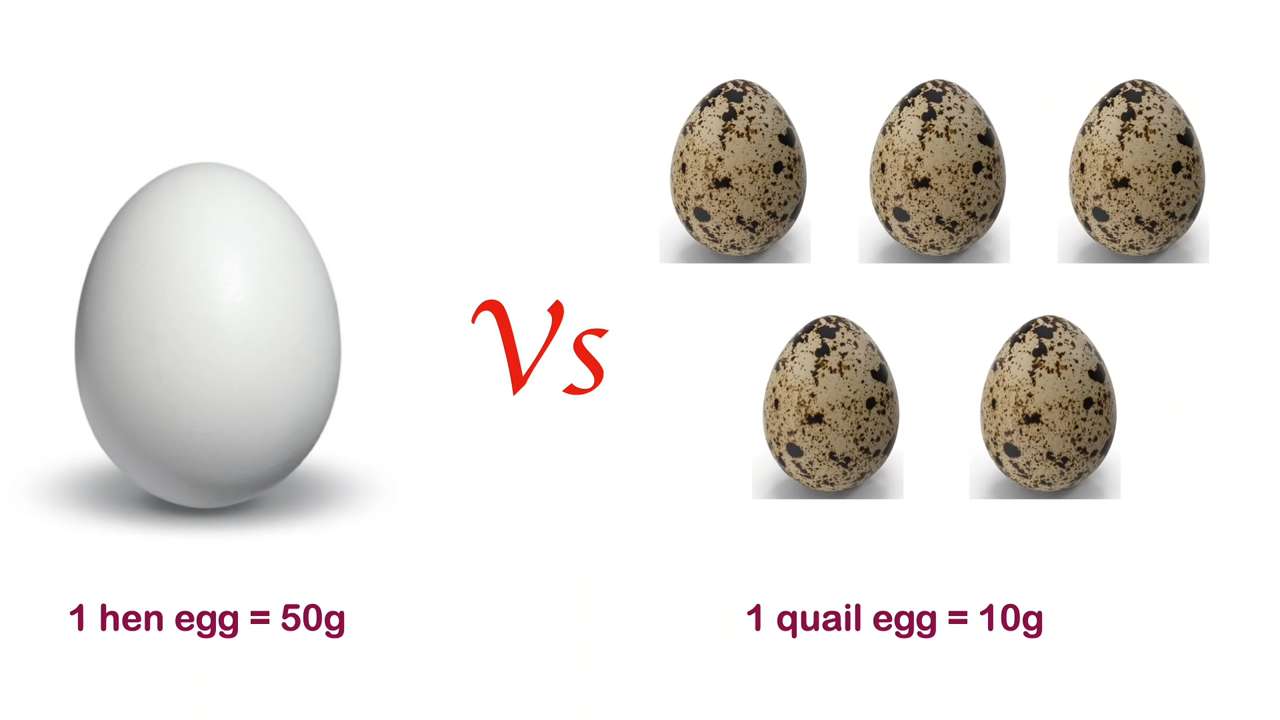 Vs
1 hen egg = 50g
1 quail egg = 10g